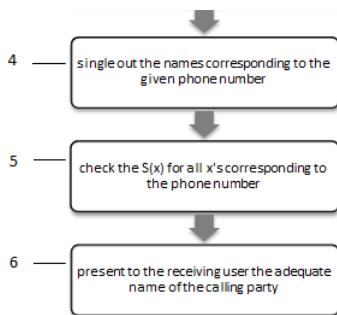 4
single out the names corresponding to the
given phone number
5
check the S(x) for all x's corresponding to
the phone number
6
present to the receiving user the adequate
name of the calling party